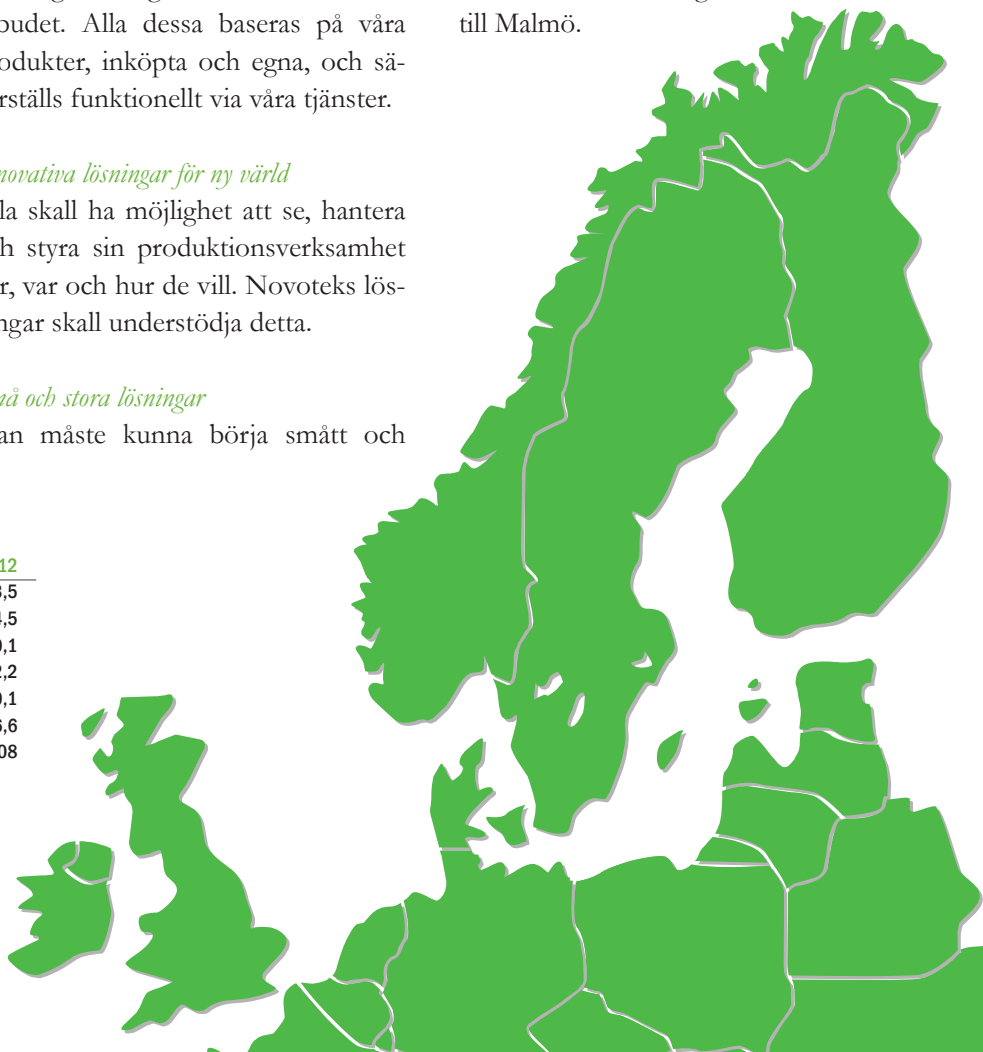 budet. Alla dessa baseras på våra
odukter, inköpta och egna, och sä-
rställs funktionellt via våra tjänster.
novativa lösningar för ny värld
la skall ha möjlighet att se, hantera
h styra sin produktionsverksamhet
r, var och hur de vill. Novoteks lös-
ngar skall understödja detta.
å och stora lösningar
an måste kunna börja smått och
till Malmö.
12
,5
,5
,1
,2
,1
,6
08